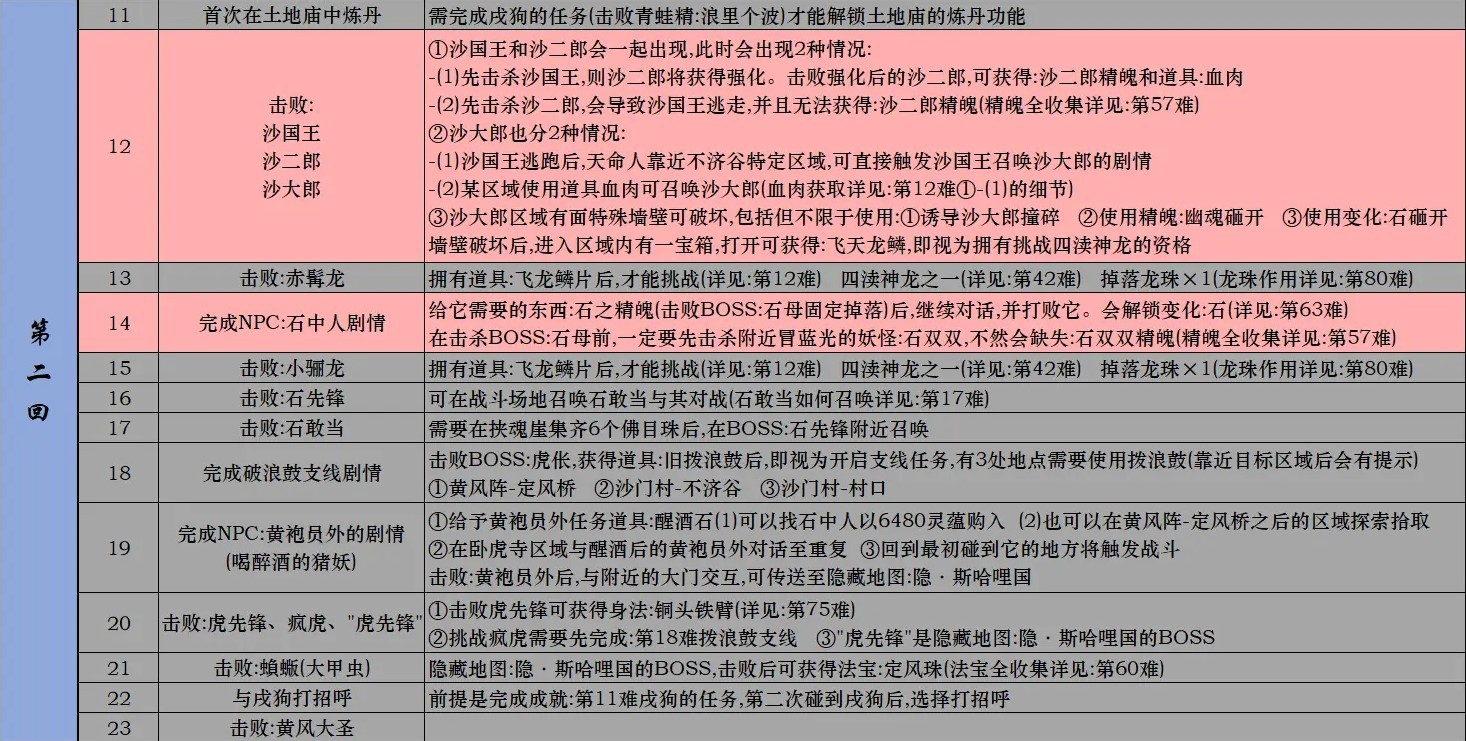 第二回
11 首次在土地庙中炼丹 需完成戌狗的任务(击败青蛙精:浪里个波)才能解锁土地庙的炼丹功能
12 击败:
沙国王
沙二郎
沙大郎
①沙国王和沙二郎会一起出现,此时会出现2种情况:
-(1)先击杀沙国王,则沙二郎将获得强化。击败强化后的沙二郎,可获得:沙二郎精魄和道具:血肉
-(2)先击杀沙二郎,会导致沙国王逃走,并且无法获得:沙二郎精魄(精魄全收集详见:第57难)
②沙大郎也分2种情况:
-(1)沙国王逃跑后,天命人靠近不济谷特定区域,可直接触发沙国王召唤沙大郎的剧情
-(2)某区域使用道具血肉可召唤沙大郎(血肉获取详见:第12难①-(1)的细节)
③沙大郎区域有面特殊墙壁可破坏,包括但不限于使用:①诱导沙大郎撞碎 ②使用精魄:幽魂砸开 ③使用变化:石砸开
墙壁破坏后,进入区域内有一宝箱,打开可获得:飞天龙鳞,即视为拥有挑战四渎神龙的资格
13 击败:赤髯龙 拥有道具:飞龙鳞片后,才能挑战(详见:第12难) 四渎神龙之一(详见:第42难) 掉落龙珠×1(龙珠作用详见:第80难)
14 完成NPC:石中人剧情
给它需要的东西:石之精魄(击败BOSS:石母固定掉落)后,继续对话,并打败它。会解锁变化:石(详见:第63难)
在击杀BOSS:石母前,一定要先击杀附近冒蓝光的妖怪:石双双,不然会缺失:石双双精魄(精魄全收集详见:第57难)
15 击败:小骊龙 拥有道具:飞龙鳞片后,才能挑战(详见:第12难) 四渎神龙之一(详见:第42难) 掉落龙珠×1(龙珠作用详见:第80难)
16 击败:石先锋 可在战斗场地召唤石敢当与其对战(石敢当如何召唤详见:第17难)
17 击败:石敢当 需要在挟魂崖集齐6个佛目珠后,在BOSS:石先锋附近召唤
18 完成破浪鼓支线剧情
击败BOSS:虎伥,获得道具:旧拨浪鼓后,即视为开启支线任务,有3处地点需要使用拨浪鼓(靠近目标区域后会有提示)
①黄风阵-定风桥 ②沙门村-不济谷 ③沙门村-村口
19 完成NPC:黄袍员外的剧情
(喝醉酒的猪妖)
①给予黄袍员外任务道具:醒酒石(1)可以找石中人以6480灵蕴购入 (2)也可以在黄风阵-定风桥之后的区域探索拾取
②在卧虎寺区域与醒酒后的黄袍员外对话至重复 ③回到最初碰到它的地方将触发战斗
击败:黄袍员外后,与附近的大门交互,可传送至隐藏地图:隐·斯哈哩国
20 击败:虎先锋、疯虎、"虎先锋"
①击败虎先锋可获得身法:铜头铁臂(详见:第75难)
②挑战疯虎需要先完成:第18难拨浪鼓支线 ③"虎先锋"是隐藏地图:隐·斯哈哩国的BOSS
21 击败:蝜蝂(大甲虫) 隐藏地图:隐·斯哈哩国的BOSS,击败后可获得法宝:定风珠(法宝全收集详见:第60难)
22 与戌狗打招呼 前提是完成成就:第11难戌狗的任务,第二次碰到戌狗后,选择打招呼
23 击败:黄风大圣